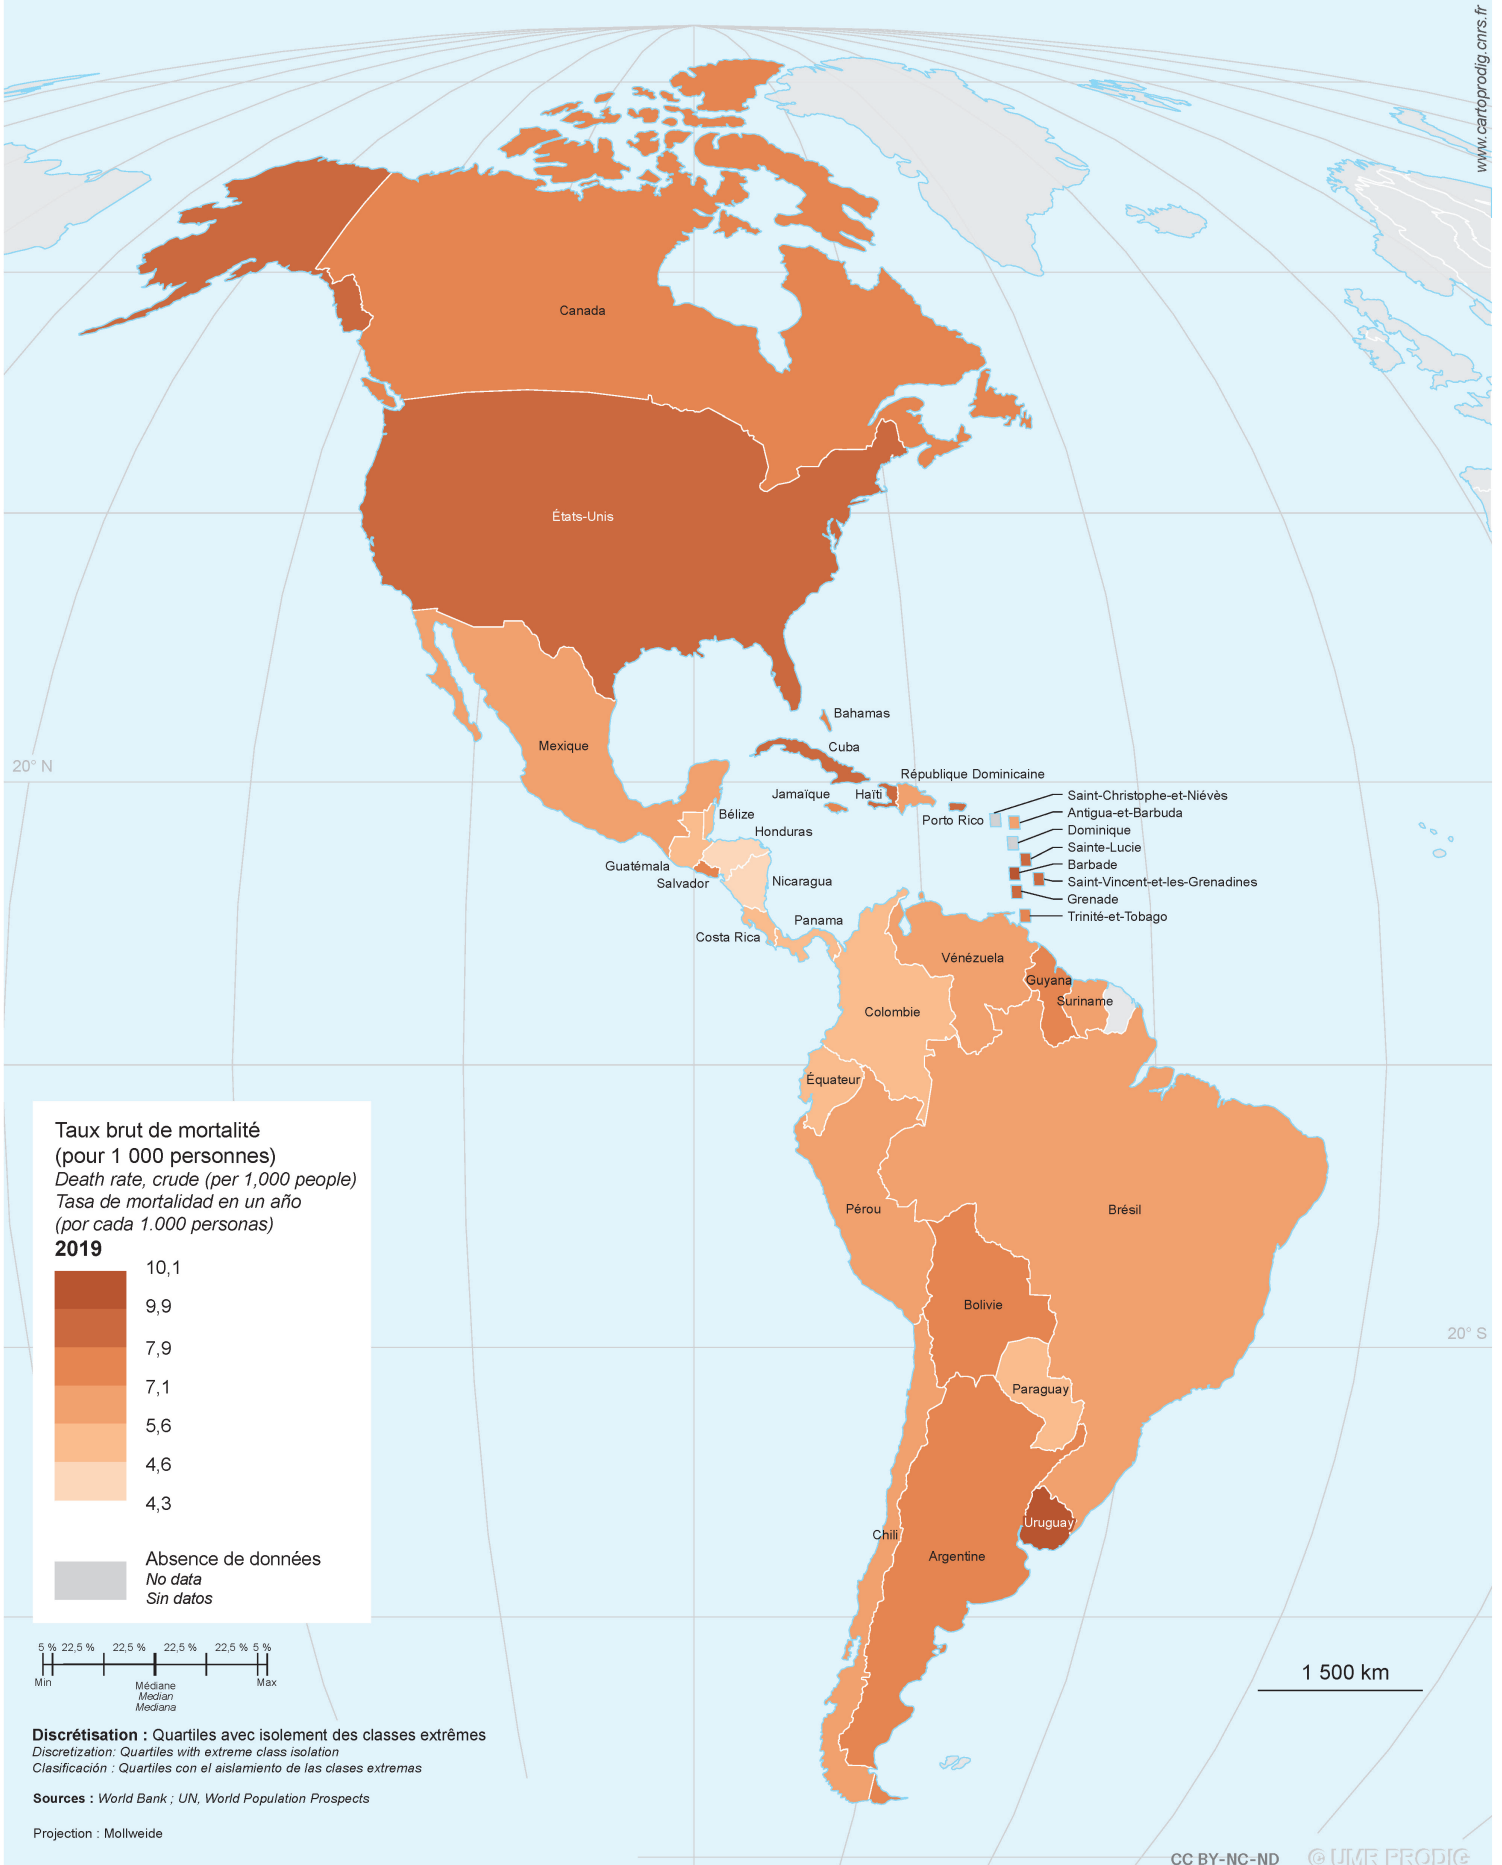 www.cartoprodig.cnrs.fr
Canada
États-Unis
Mexique
Bahamas
Cuba
20° N
République Dominicaine
Jamaïque
Haïti
Porto Rico
Saint-Christophe-et-Niévès
Antigua-et-Barbuda
Dominique
Sainte-Lucie
Barbade
Saint-Vincent-et-les-Grenadines
Grenade
Trinité-et-Tobago
Bélize
Honduras
Guatémala
Salvador
Nicaragua
Panama
Costa Rica
Vénézuela
Guyana
Suriname
Colombie
Équateur
Pérou
Brésil
Bolivie
20° S
Paraguay
Uruguay
Chili
Argentine
Taux brut de mortalité
(pour 1 000 personnes)
Death rate, crude (per 1,000 people)
Tasa de mortalidad en un año
(por cada 1.000 personas)
2019
10,1
9,9
7,9
7,1
5,6
4,6
4,3
Absence de données
No data
Sin datos
5 % 22,5 % 22,5 % 22,5 % 22,5 % 5 %
Min
Max
Médiane
Median
Mediana
1 500 km
Discrétisation : Quartiles avec isolement des classes extrêmes
Discretization: Quartiles with extreme class isolation
Clasificación : Quartiles con el aislamiento de las clases extremas
Sources : World Bank ; UN, World Population Prospects
Projection : Mollweide
CC BY-NC-ND © UMR PRODIG